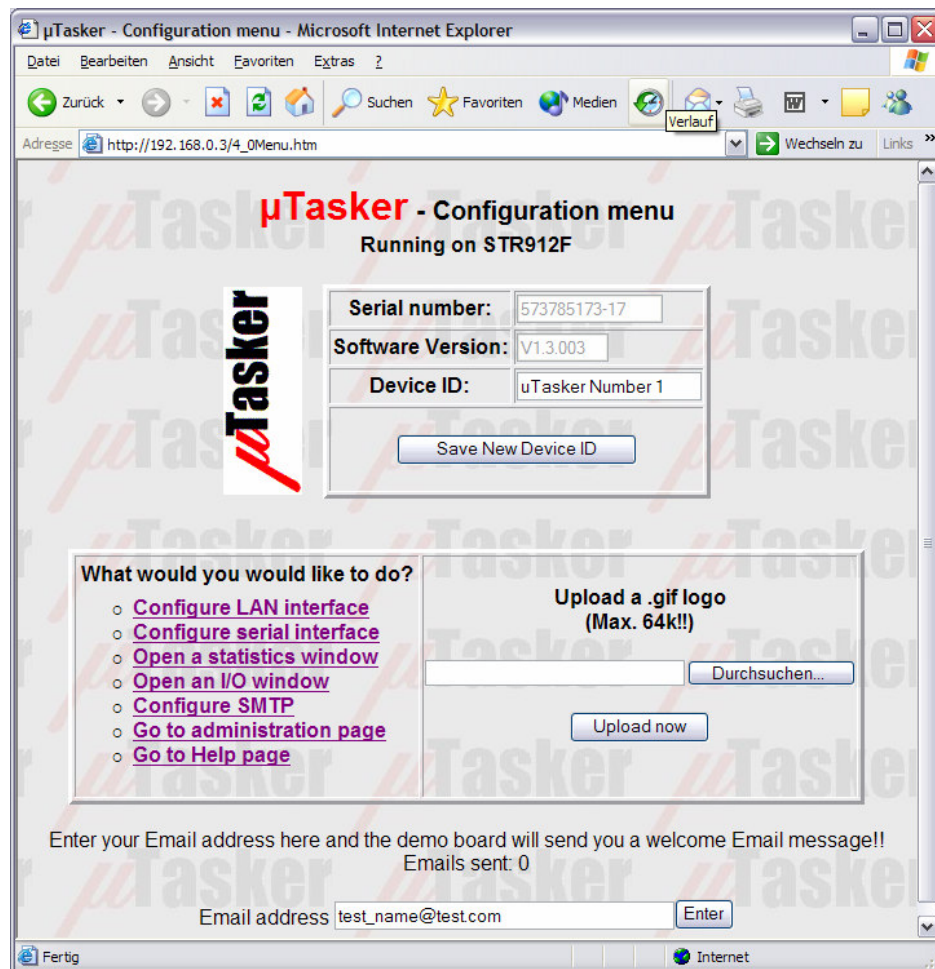 µTasker - Configuration menu - Microsoft Internet Explorer
Datei Bearbeiten Ansicht Favoriten Extras ?
Zurück Suchen Favoriten Medien
Verlauf
Adresse http://192.168.0.3/4_0Menu.htm Wechseln zu Links »
µTasker - Configuration menu
Running on STR912F
µTasker
Serial number: 573785173-17
Software Version: V1.3.003
Device ID: uTasker Number 1
Save New Device ID
What would you would like to do?
Configure LAN interface
Configure serial interface
Open a statistics window
Open an I/O window
Configure SMTP
Go to administration page
Go to Help page
Upload a .gif logo
(Max. 64k!!)
Durchsuchen...
Upload now
Enter your Email address here and the demo board will send you a welcome Email message!!
Emails sent: 0
Email address test_name@test.com Enter
Fertig Internet